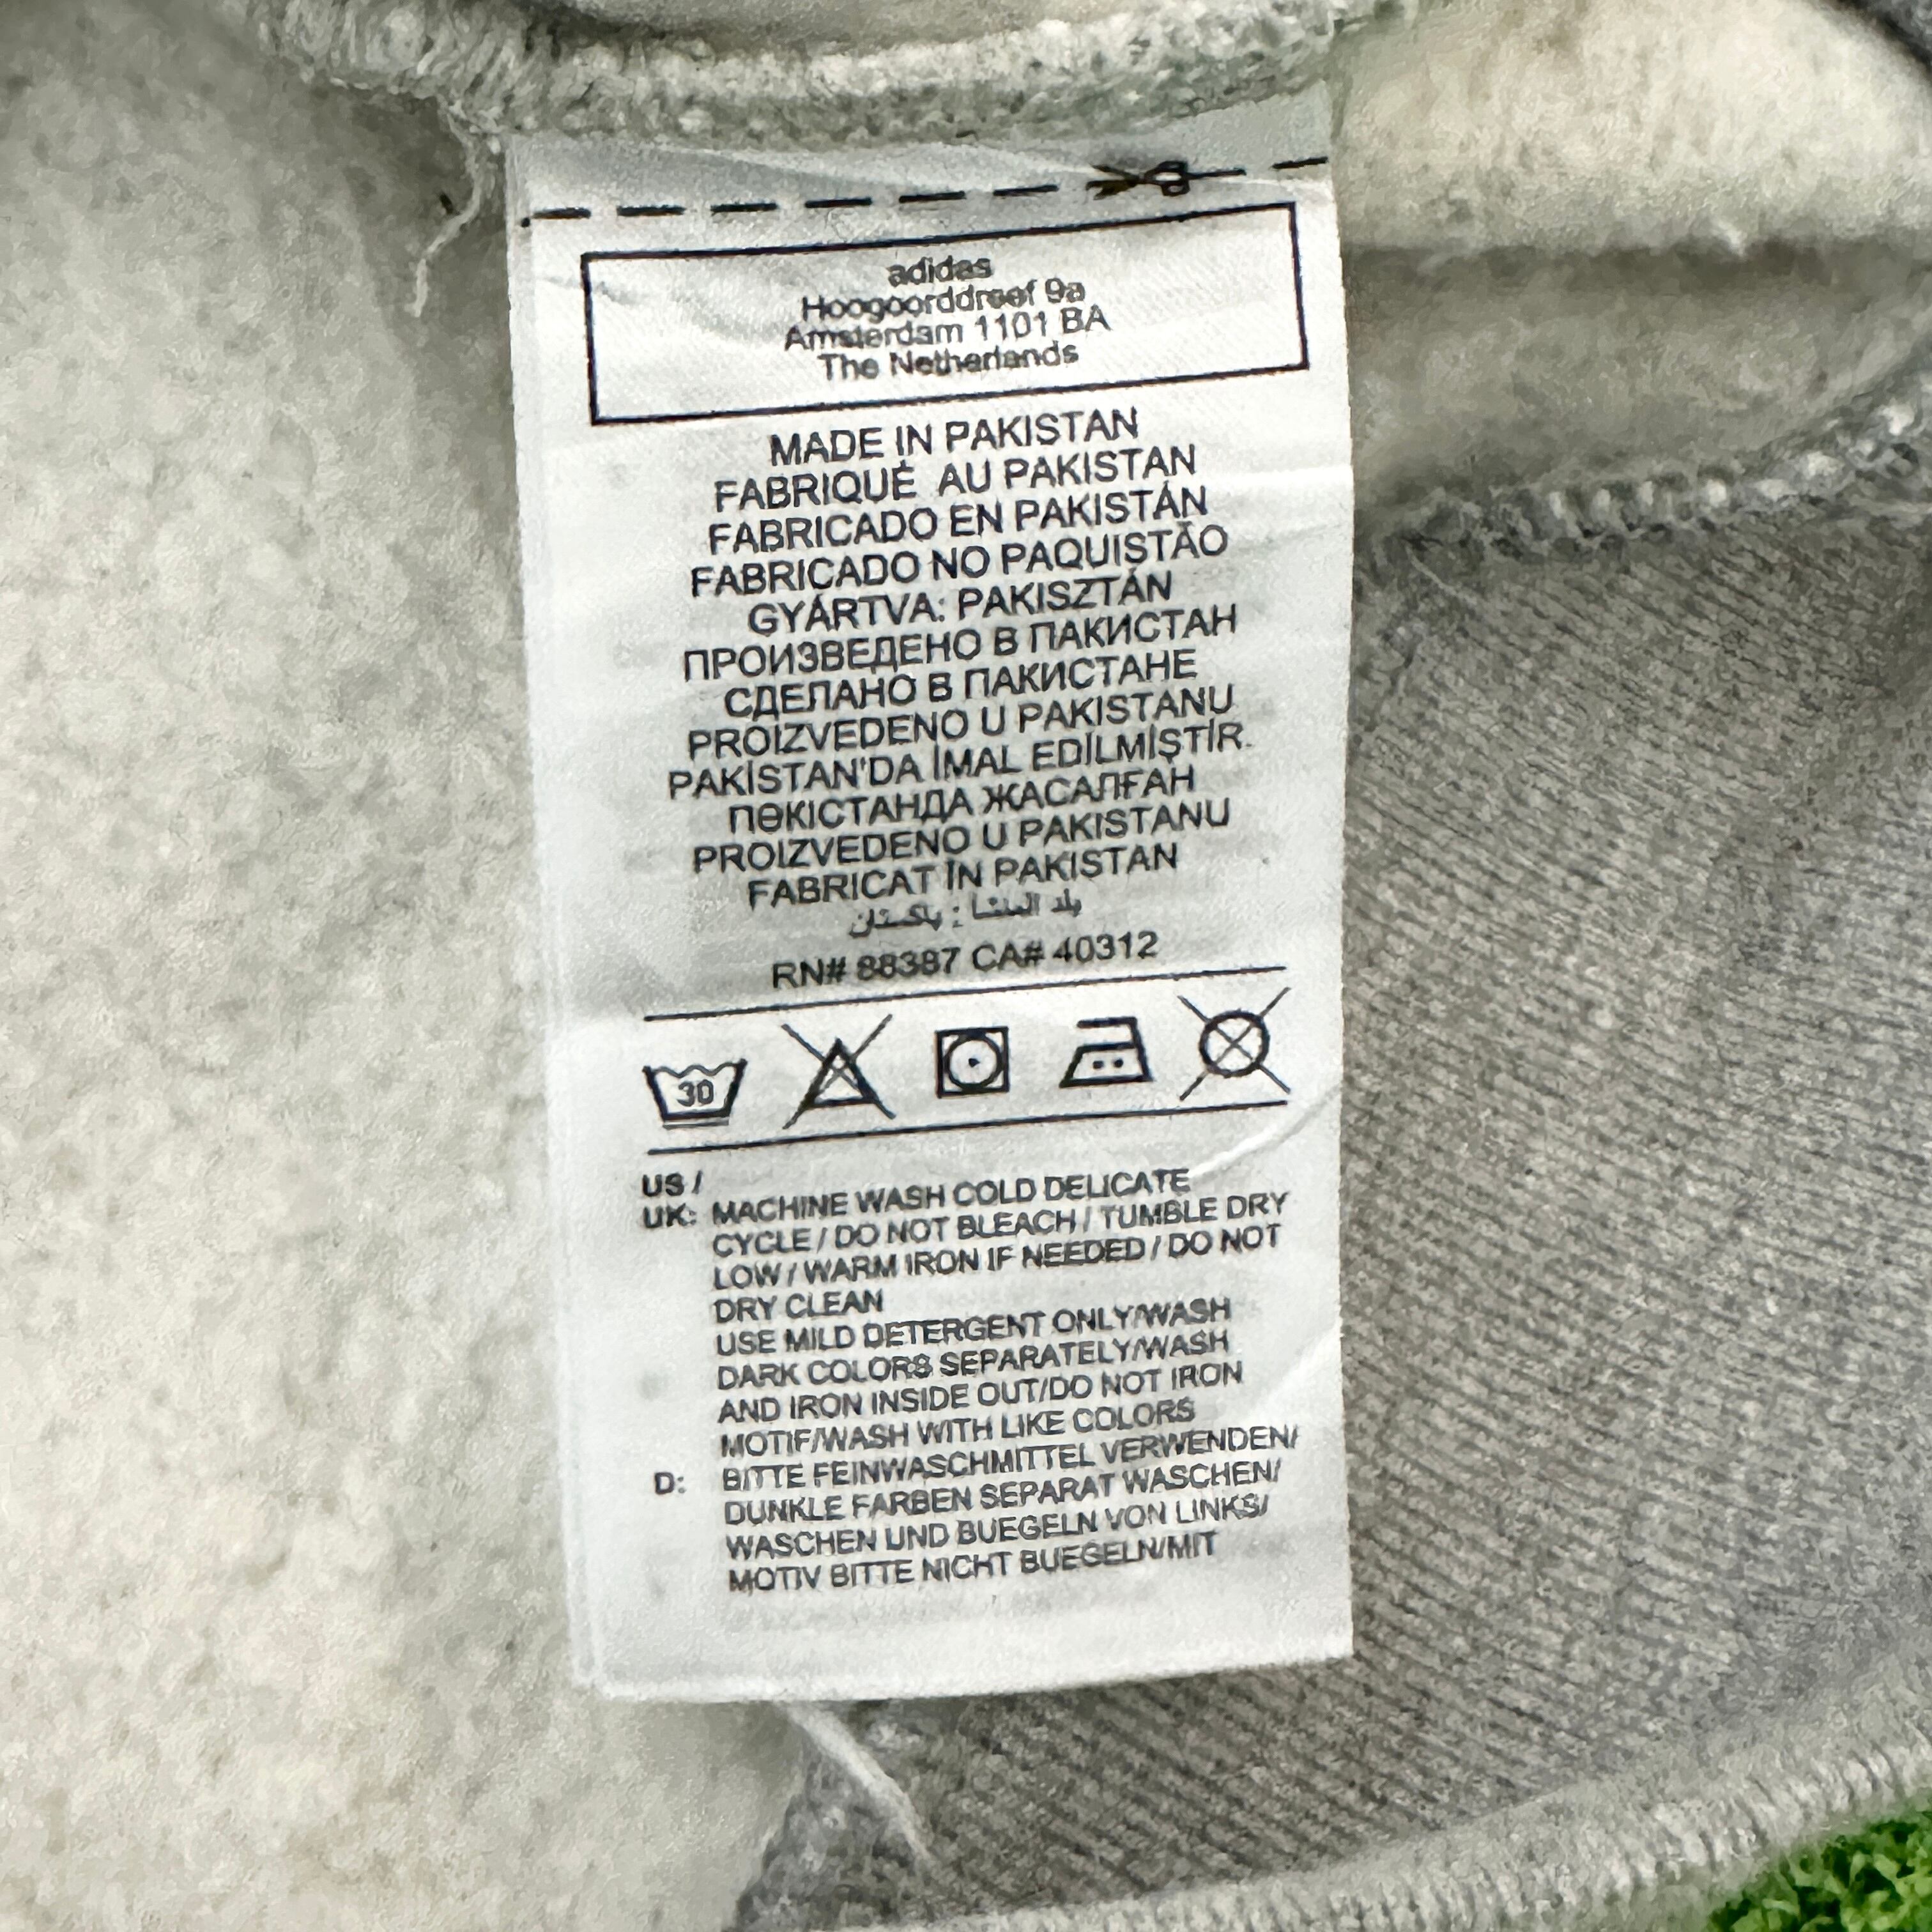 adidas
Hoogoorddreef 9a
Amsterdam 1101 BA
The Netherlands
MADE IN PAKISTAN
FABRIQUÉ AU PAKISTAN
FABRICADO EN PAKISTÁN
FABRICADO NO PAQUISTÃO
GYÁRTVA: PAKISZTÁN
ПРОИЗВЕДЕНО В ПАКИСТАН
СДЕЛАНО В ПАКИСТАНЕ
PROIZVEDENO U PAKISTANU
PAKİSTAN'DA İMAL EDİLMİŞTİR.
ПӨКІСТАНДА ЖАСАЛҒАН
PROIZVEDENO U PAKISTANU
FABRICAT ÎN PAKISTAN
بلد المنشا : باكستان
RN# 88387 CA# 40312
30
US /
UK: MACHINE WASH COLD DELICATE
CYCLE / DO NOT BLEACH / TUMBLE DRY
LOW / WARM IRON IF NEEDED / DO NOT
DRY CLEAN
USE MILD DETERGENT ONLY/WASH
DARK COLORS SEPARATELY/WASH
AND IRON INSIDE OUT/DO NOT IRON
MOTIF/WASH WITH LIKE COLORS
D: BITTE FEINWASCHMITTEL VERWENDEN/
DUNKLE FARBEN SEPARAT WASCHEN/
WASCHEN UND BUEGELN VON LINKS/
MOTIV BITTE NICHT BUEGELN/MIT